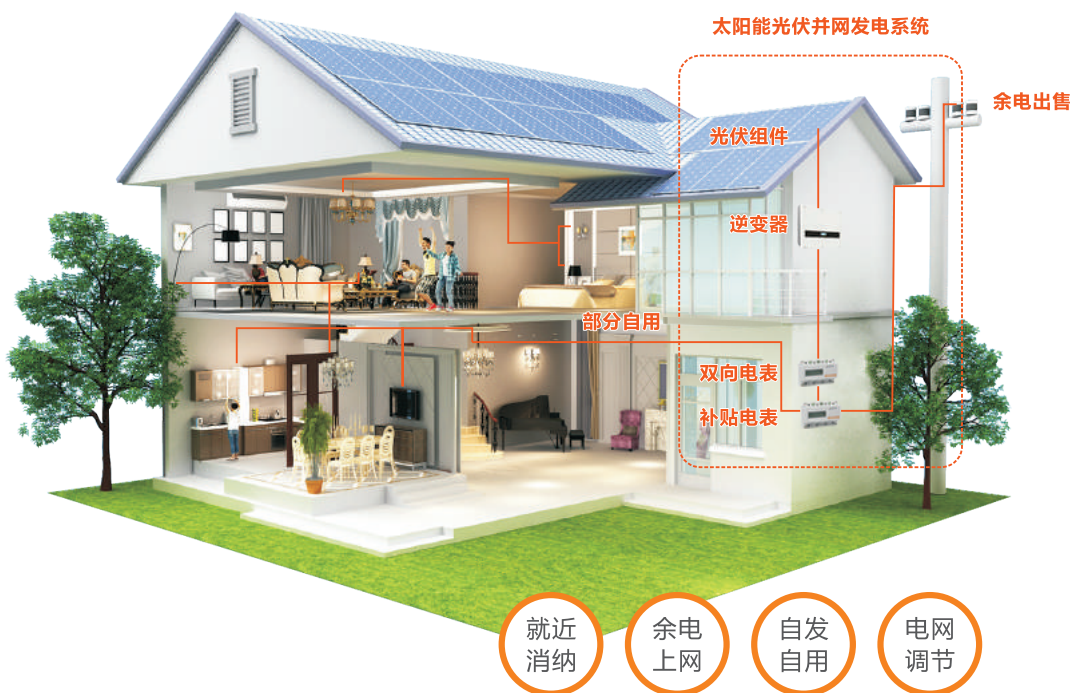 太阳能光伏并网发电系统
余电出售
光伏组件
逆变器
部分自用
双向电表
补贴电表
就近
消纳
余电
上网
自发
自用
电网
调节